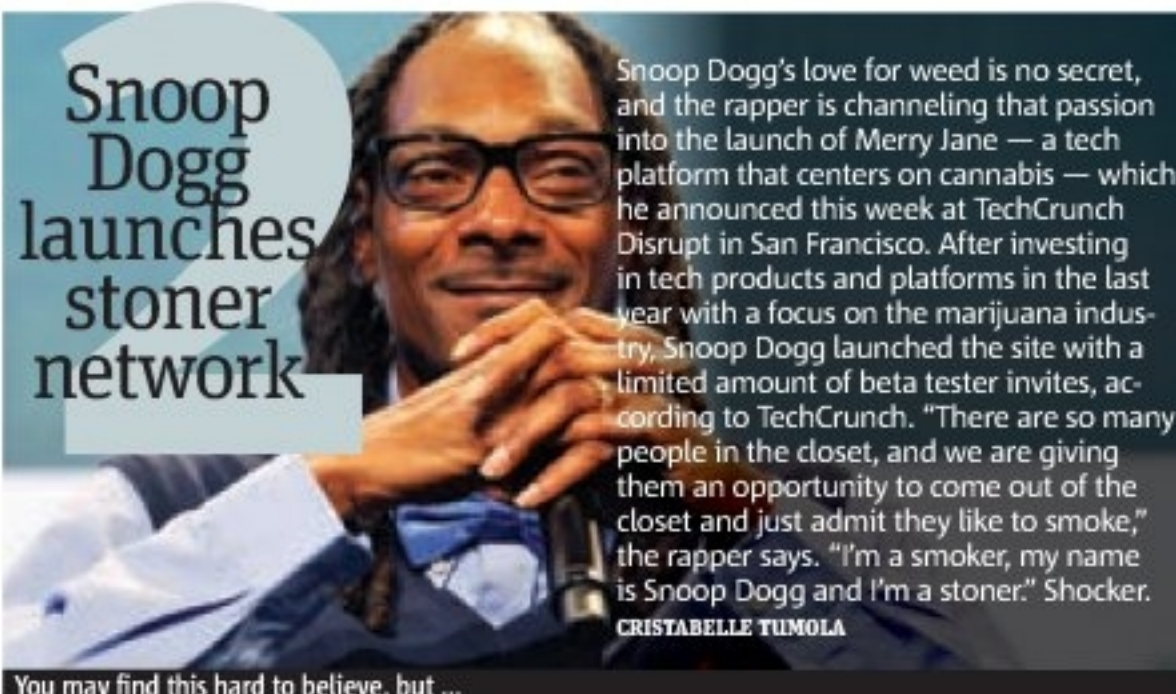 2
Snoop
Dogg
launches
stoner
network
Snoop Dogg’s love for weed is no secret,
and the rapper is channeling that passion
into the launch of Merry Jane — a tech
platform that centers on cannabis — which
he announced this week at TechCrunch
Disrupt in San Francisco. After investing
in tech products and platforms in the last
year with a focus on the marijuana indus-
try, Snoop Dogg launched the site with a
limited amount of beta tester invites, ac-
cording to TechCrunch. “There are so many
people in the closet, and we are giving
them an opportunity to come out of the
closet and just admit they like to smoke,”
the rapper says. “I’m a smoker, my name
is Snoop Dogg and I’m a stoner.” Shocker.
CRISTABELLE TUMOLA
You may find this hard to believe, but ...